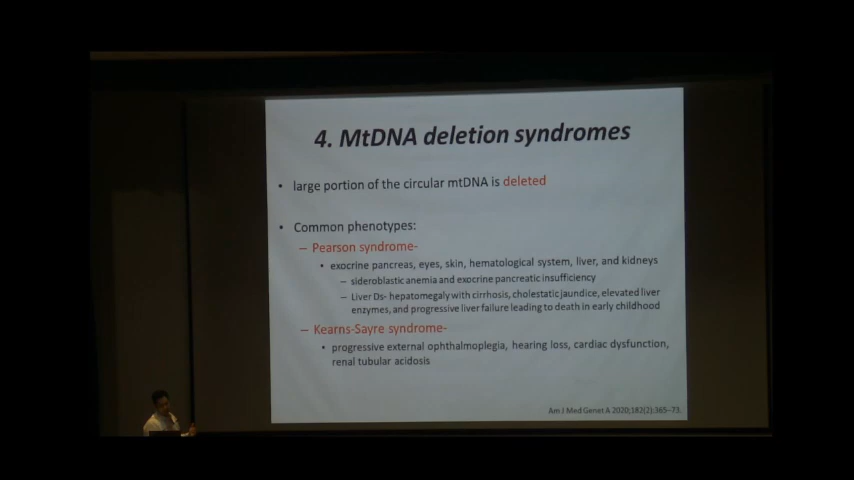 4. MtDNA deletion syndromes
• large portion of the circular mtDNA is deleted
• Common phenotypes:
– Pearson syndrome-
• exocrine pancreas, eyes, skin, hematological system, liver, and kidneys
– sideroblastic anemia and exocrine pancreatic insufficiency
– Liver Ds- hepatomegaly with cirrhosis, cholestatic jaundice, elevated liver
enzymes, and progressive liver failure leading to death in early childhood
– Kearns-Sayre syndrome-
• progressive external ophthalmoplegia, hearing loss, cardiac dysfunction,
renal tubular acidosis
Am J Med Genet A 2020;182(2):365–73.